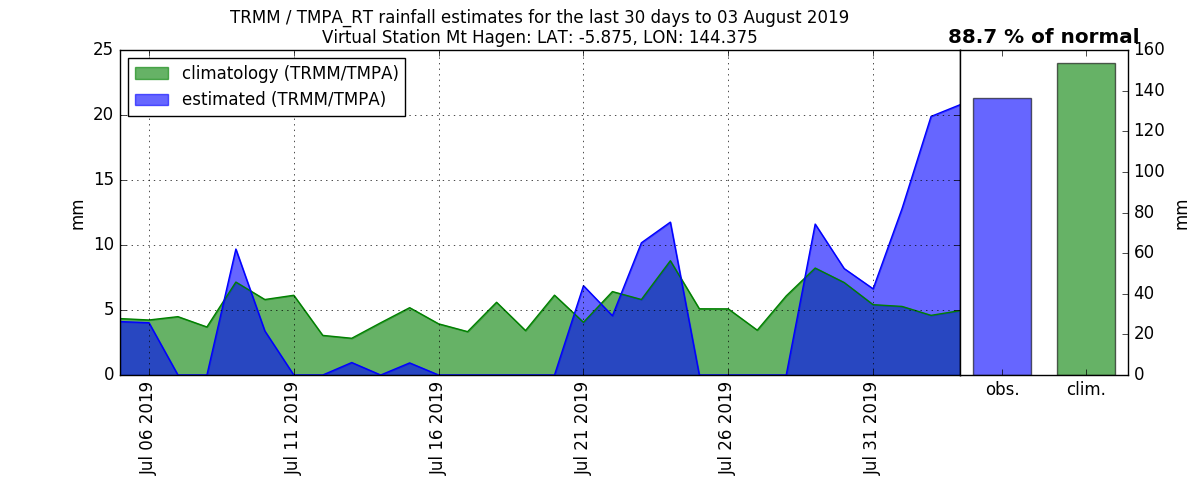 TRMM / TMPA_RT rainfall estimates for the last 30 days to 03 August 2019
Virtual Station Mt Hagen: LAT: -5.875, LON: 144.375
88.7 % of normal
climatology (TRMM/TMPA)
estimated (TRMM/TMPA)
mm
25
20
15
10
5
0
Jul 06 2019
Jul 11 2019
Jul 16 2019
Jul 21 2019
Jul 26 2019
Jul 31 2019
obs.
clim.
160
140
120
100
80
60
40
20
0
mm